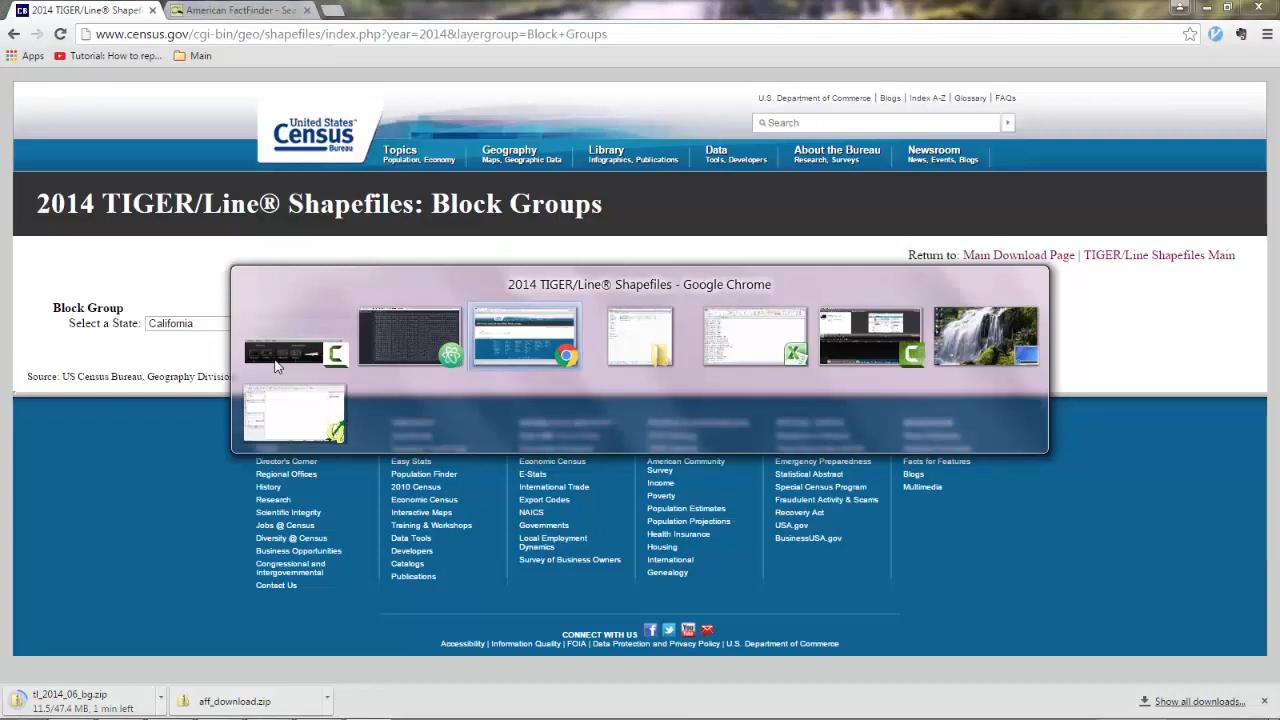 2014 TIGER/Line® Shapefi
American FactFinder - Sea
www.census.gov/cgi-bin/geo/shapefiles/index.php?year=2014&layergroup=Block+Groups
Apps
Tutorial: How to rep...
Main
U.S. Department of Commerce | Blogs | Index A-Z | Glossary | FAQs
United States™
Census
Bureau
Search
Topics
Population, Economy
Geography
Maps, Geographic Data
Library
Infographics, Publications
Data
Tools, Developers
About the Bureau
Research, Surveys
Newsroom
News, Events, Blogs
2014 TIGER/Line® Shapefiles: Block Groups
Return to: Main Download Page | TIGER/Line Shapefiles Main
2014 TIGER/Line® Shapefiles - Google Chrome
Block Group
Select a State: California
Source: US Census Bureau, Geography Division
Director's Corner
Regional Offices
History
Research
Scientific Integrity
Jobs @ Census
Diversity @ Census
Business Opportunities
Congressional and
Intergovernmental
Contact Us
Easy Stats
Population Finder
2010 Census
Economic Census
Interactive Maps
Training & Workshops
Data Tools
Developers
Catalogs
Publications
Economic Census
E-Stats
International Trade
Export Codes
NAICS
Governments
Local Employment
Dynamics
Survey of Business Owners
American Community
Survey
Income
Poverty
Population Estimates
Population Projections
Health Insurance
Housing
International
Genealogy
Emergency Preparedness
Statistical Abstract
Special Census Program
Fraudulent Activity & Scams
Recovery Act
USA.gov
BusinessUSA.gov
Facts for Features
Blogs
Multimedia
CONNECT WITH US
Accessibility | Information Quality | FOIA | Data Protection and Privacy Policy | U.S. Department of Commerce
tl_2014_06_bg.zip
11.5/47.4 MB, 1 min left
aff_download.zip
Show all downloads...